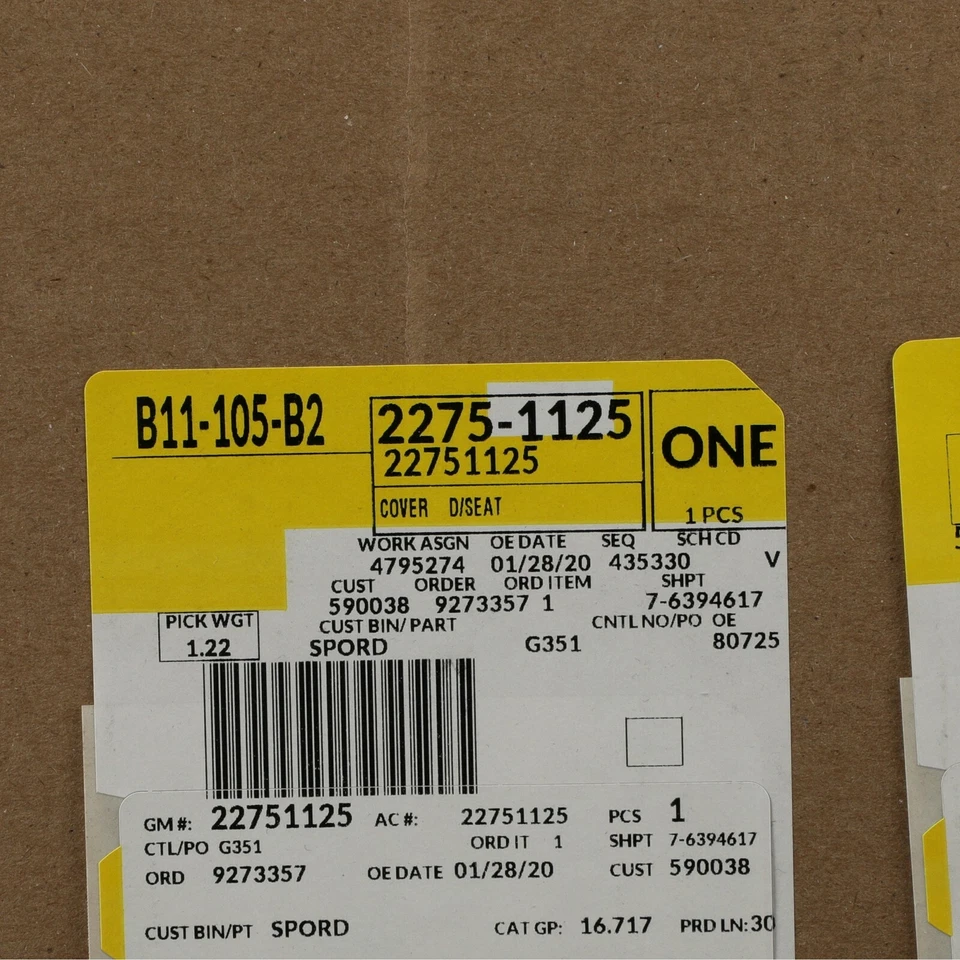 B11-105-B2
2275-1125
22751125
ONE
COVER D/SEAT
1 PCS
WORK ASGN OE DATE SEQ SCH CD
4795274 01/28/20 435330 V
CUST ORDER ORD ITEM SHPT
590038 9273357 1 7-6394617
PICK WGT CUST BIN/PART CNTL NO/PO OE
1.22 SPORD G351 80725
GM #: 22751125 AC #: 22751125 PCS 1
CTL/PO G351 ORD IT 1 SHPT 7-6394617
ORD 9273357 OE DATE 01/28/20 CUST 590038
CUST BIN/PT SPORD CAT GP: 16.717 PRD LN: 30